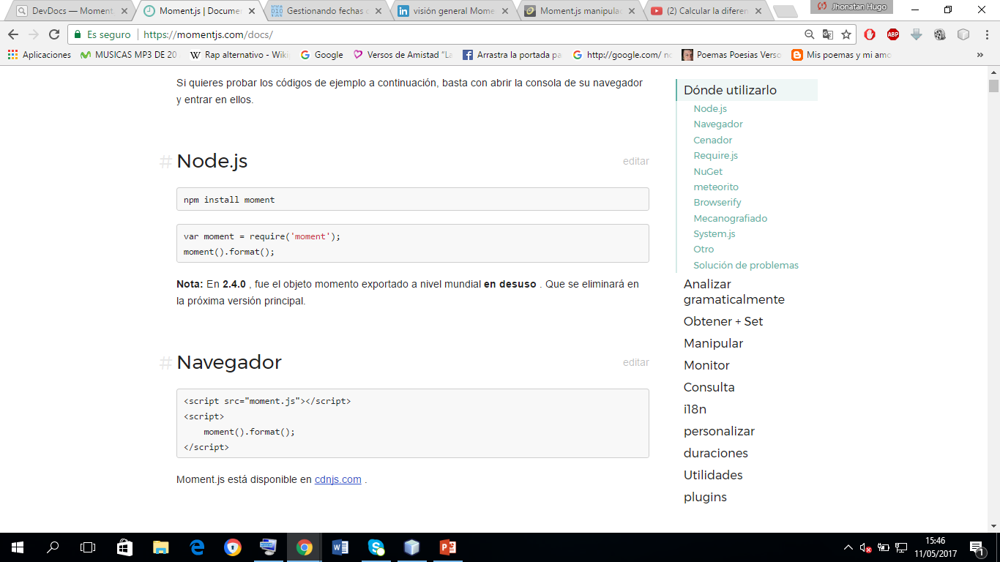 DevDocs — Moment.
Moment.js | Docume
Gestionando fechas c
visión general Mome
Moment.js manipula
(2) Calcular la diferen
Jhonatan Hugo
Es seguro
https://momentjs.com/docs/
Aplicaciones
MUSICAS MP3 DE 20
Rap alternativo - Wiki
Google
Versos de Amistad "La
Arrastra la portada pa
http://google.com/ no
Poemas Poesias Verso
Mis poemas y mi amo
»
Si quieres probar los códigos de ejemplo a continuación, basta con abrir la consola de su navegador
y entrar en ellos.
# Node.js
editar
npm install moment
var moment = require('moment');
moment().format();
Nota: En 2.4.0 , fue el objeto momento exportado a nivel mundial en desuso . Que se eliminará en
la próxima versión principal.
# Navegador
editar
<script src="moment.js"></script>
<script>
    moment().format();
</script>
Moment.js está disponible en cdnjs.com .
Dónde utilizarlo
Node.js
Navegador
Cenador
Require.js
NuGet
meteorito
Browserify
Mecanografiado
System.js
Otro
Solución de problemas
Analizar
gramaticalmente
Obtener + Set
Manipular
Monitor
Consulta
i18n
personalizar
duraciones
Utilidades
plugins
15:46
11/05/2017
1